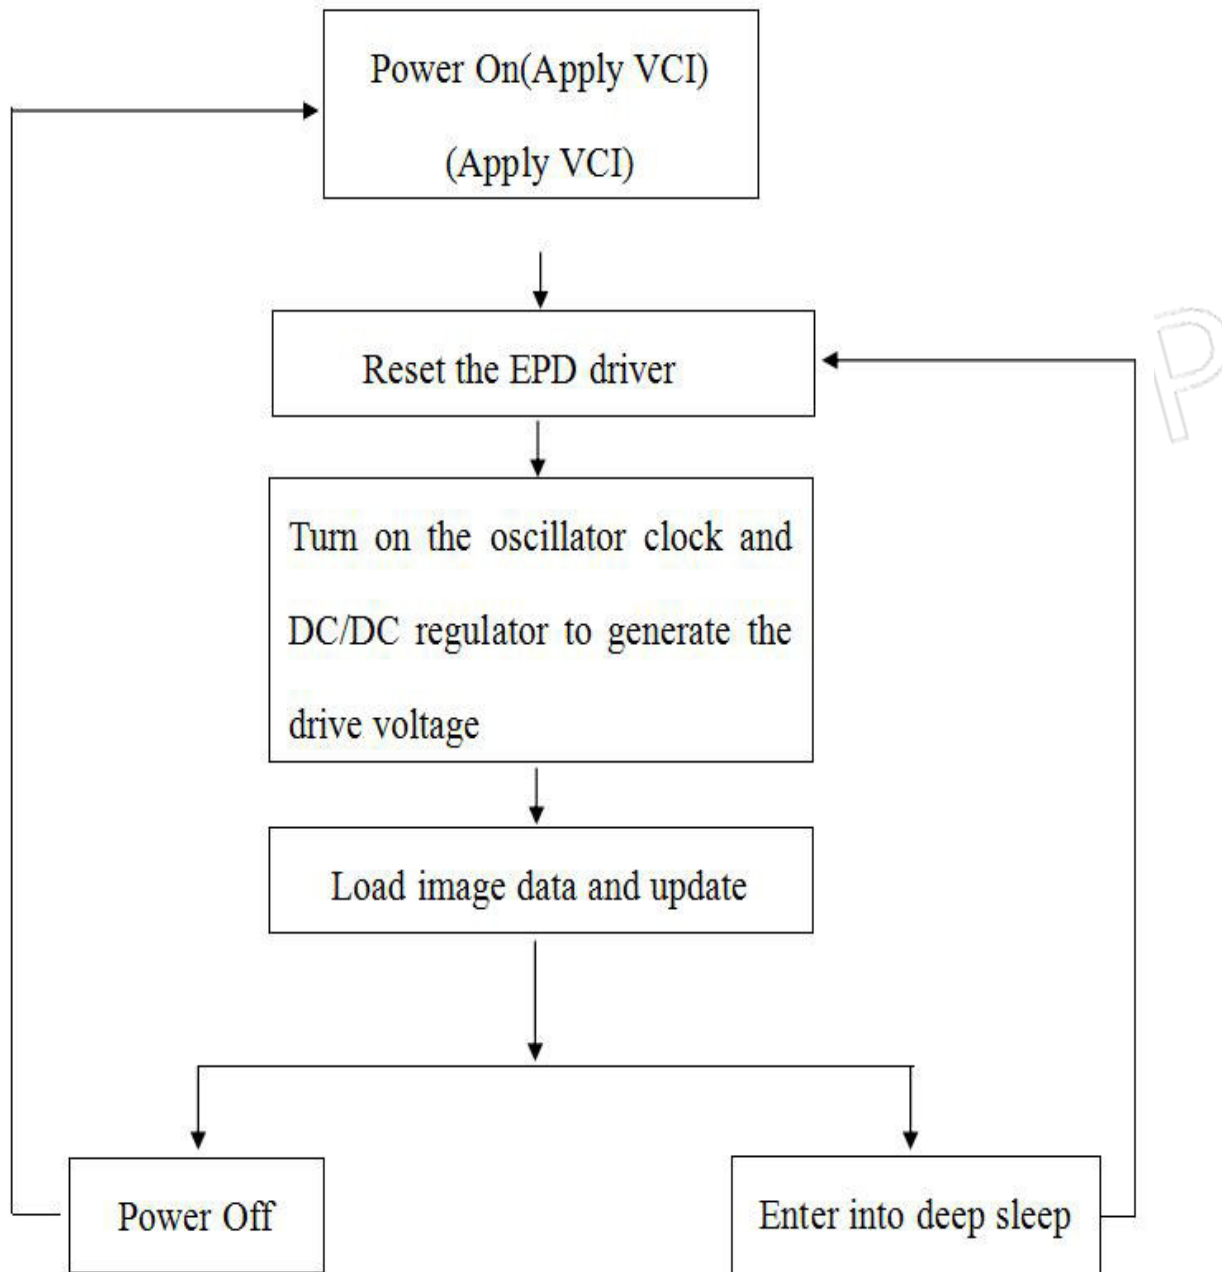 Power On(Apply VCI)
(Apply VCI)
Reset the EPD driver
Turn on the oscillator clock and
DC/DC regulator to generate the
drive voltage
Load image data and update
Power Off
Enter into deep sleep
P